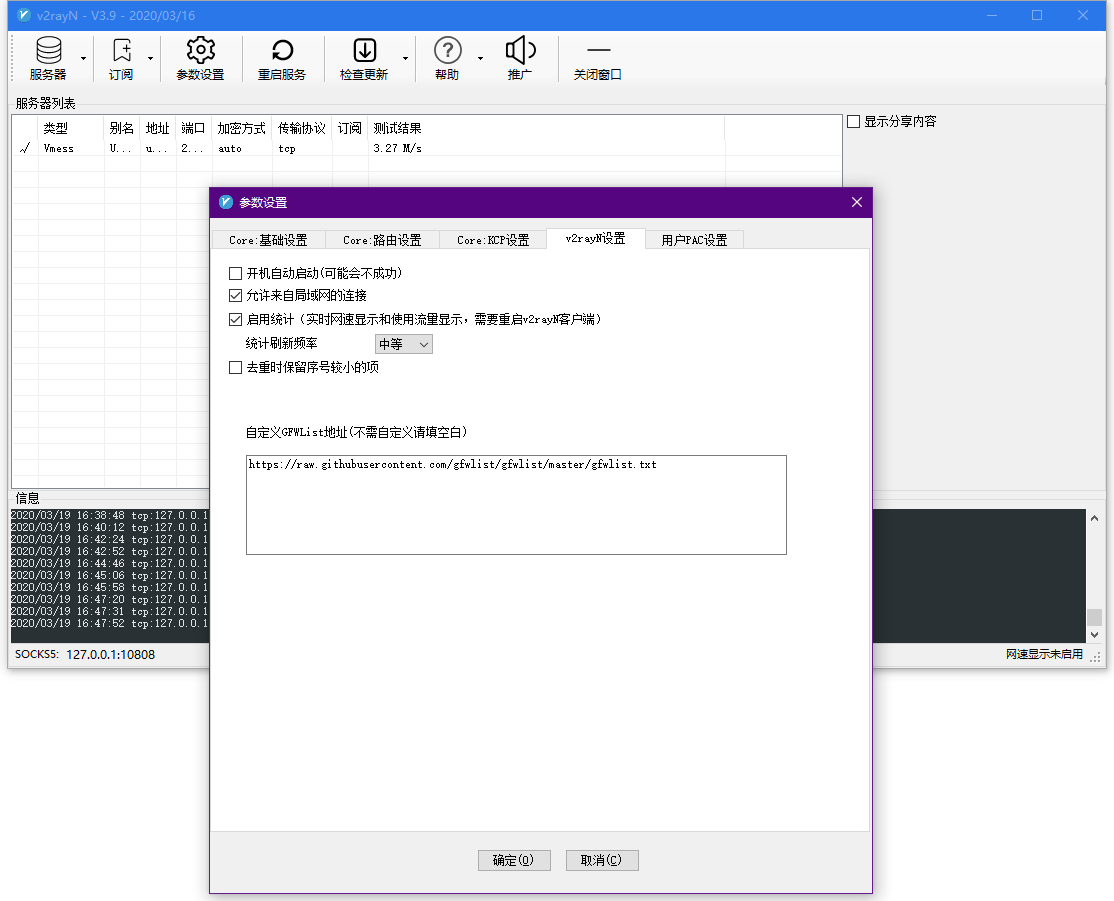 v2rayN - V3.9 - 2020/03/16
服务器 订阅 参数设置 重启服务 检查更新 帮助 推广 关闭窗口
服务器列表
类型 别名 地址 端口 加密方式 传输协议 订阅 测试结果
√ Vmess U... u... 2... auto tcp 3.27 M/s
显示分享内容
参数设置
Core:基础设置 Core:路由设置 Core:KCP设置 v2rayN设置 用户PAC设置
开机自动启动(可能会不成功)
允许来自局域网的连接
启用统计（实时网速显示和使用流量显示，需要重启v2rayN客户端）
统计刷新频率 中等
去重时保留序号较小的项
自定义GFWList地址(不需自定义请填空白)
https://raw.githubusercontent.com/gfwlist/gfwlist/master/gfwlist.txt
确定(O) 取消(C)
信息
2020/03/19 16:38:48 tcp:127.0.0.1
2020/03/19 16:40:12 tcp:127.0.0.1
2020/03/19 16:42:24 tcp:127.0.0.1
2020/03/19 16:42:52 tcp:127.0.0.1
2020/03/19 16:44:46 tcp:127.0.0.1
2020/03/19 16:45:06 tcp:127.0.0.1
2020/03/19 16:45:58 tcp:127.0.0.1
2020/03/19 16:47:20 tcp:127.0.0.1
2020/03/19 16:47:31 tcp:127.0.0.1
2020/03/19 16:47:52 tcp:127.0.0.1
SOCKS5: 127.0.0.1:10808 网速显示未启用